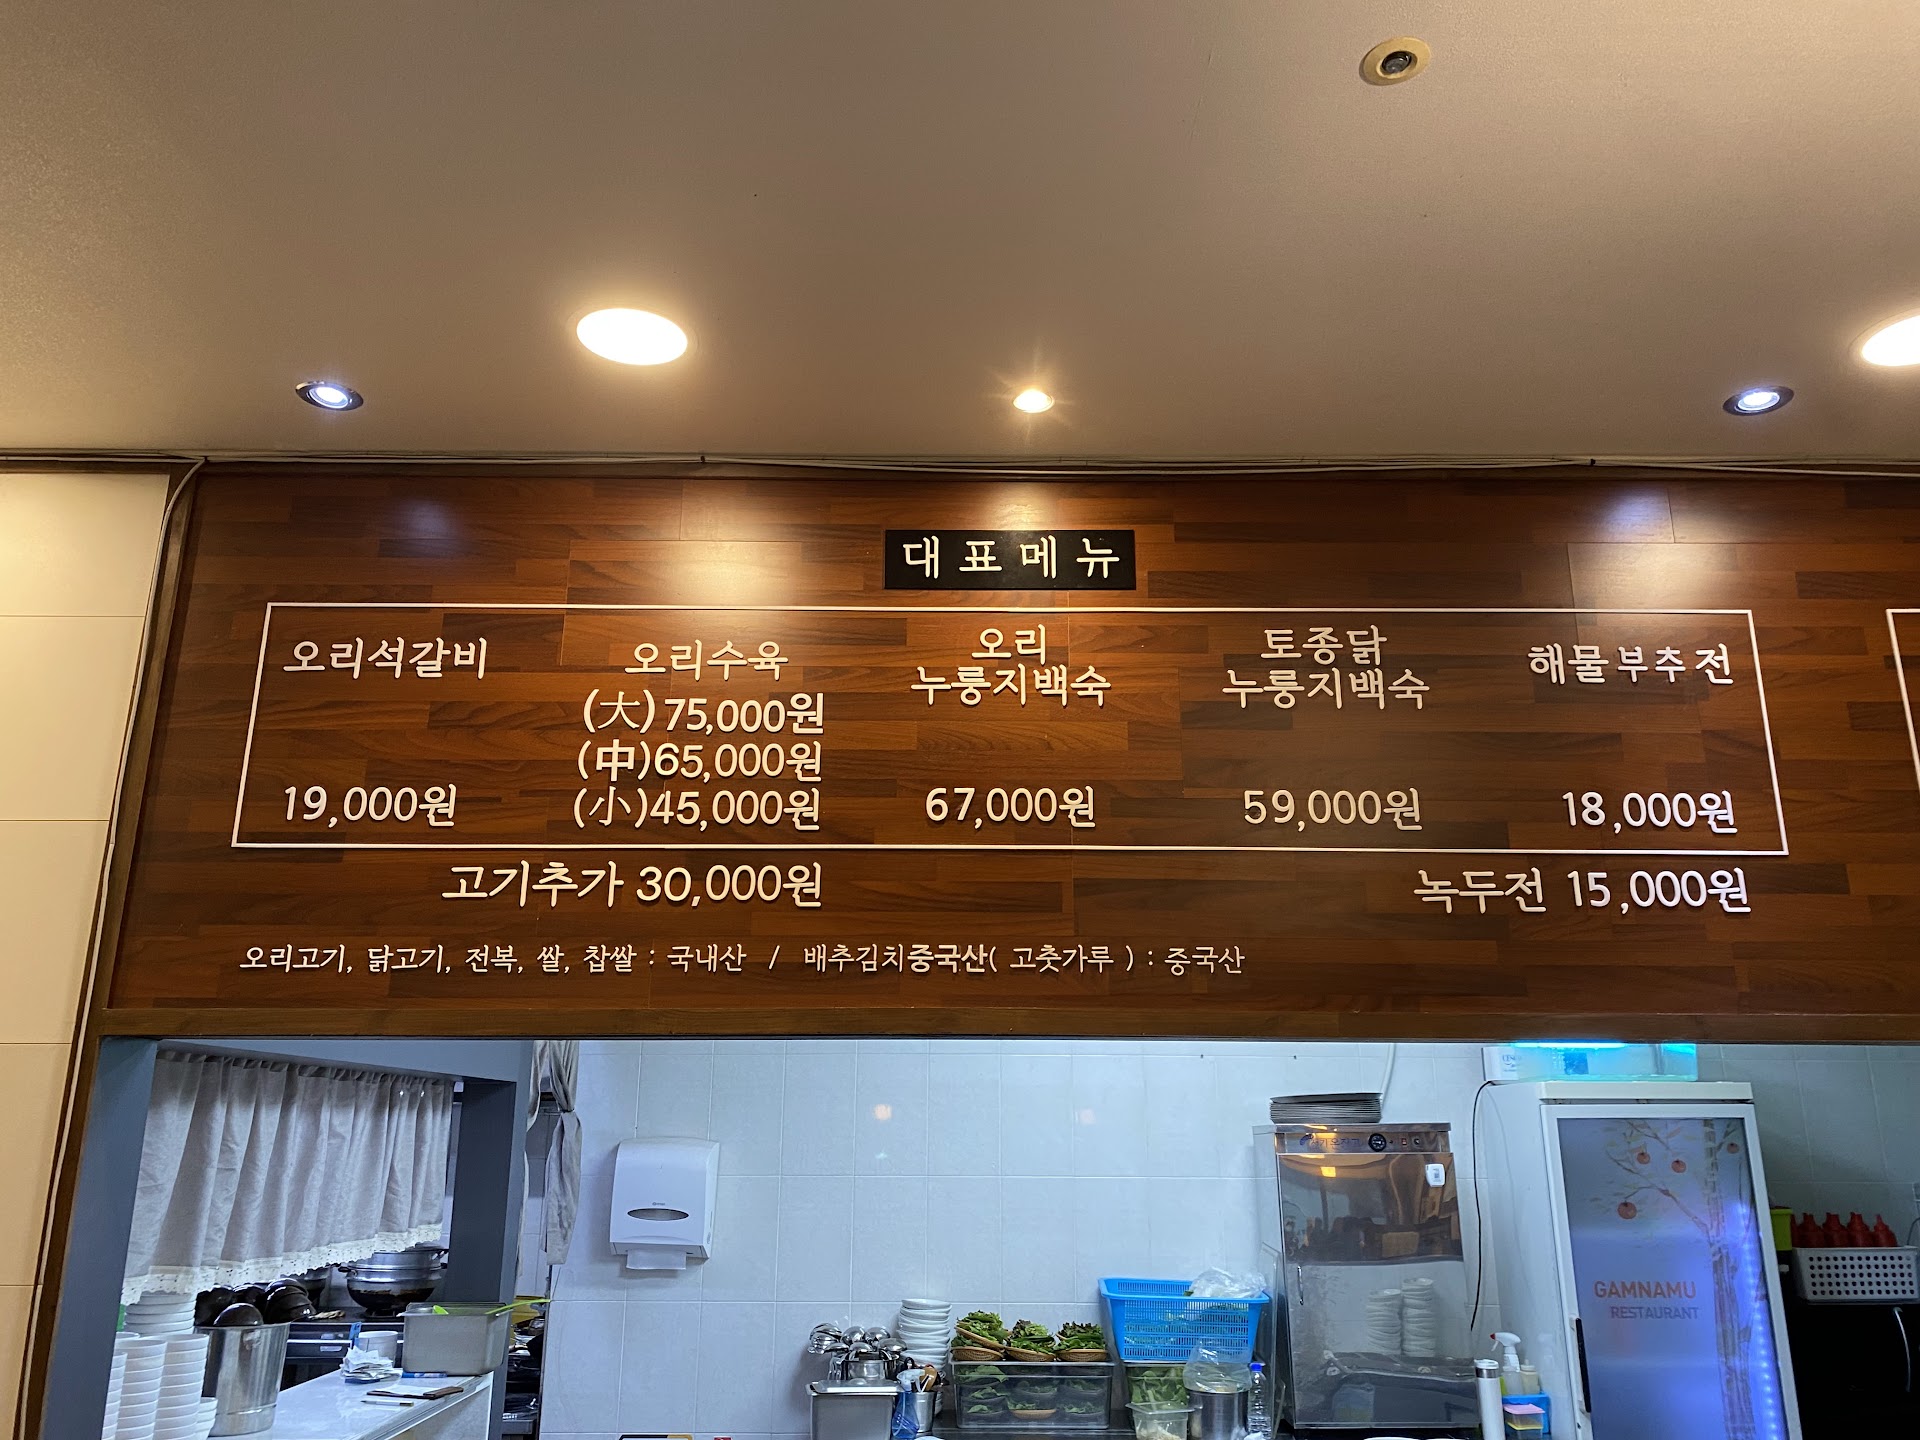 대표메뉴
오리석갈비
19,000원
오리수육
(大) 75,000원
(中)65,000원
(小)45,000원
오리
누룽지백숙
67,000원
토종닭
누룽지백숙
59,000원
해물부추전
18,000원
고기추가 30,000원
녹두전 15,000원
오리고기, 닭고기, 전복, 쌀, 찹쌀 : 국내산 / 배추김치중국산( 고춧가루 ) : 중국산
GAMNAMU
RESTAURANT